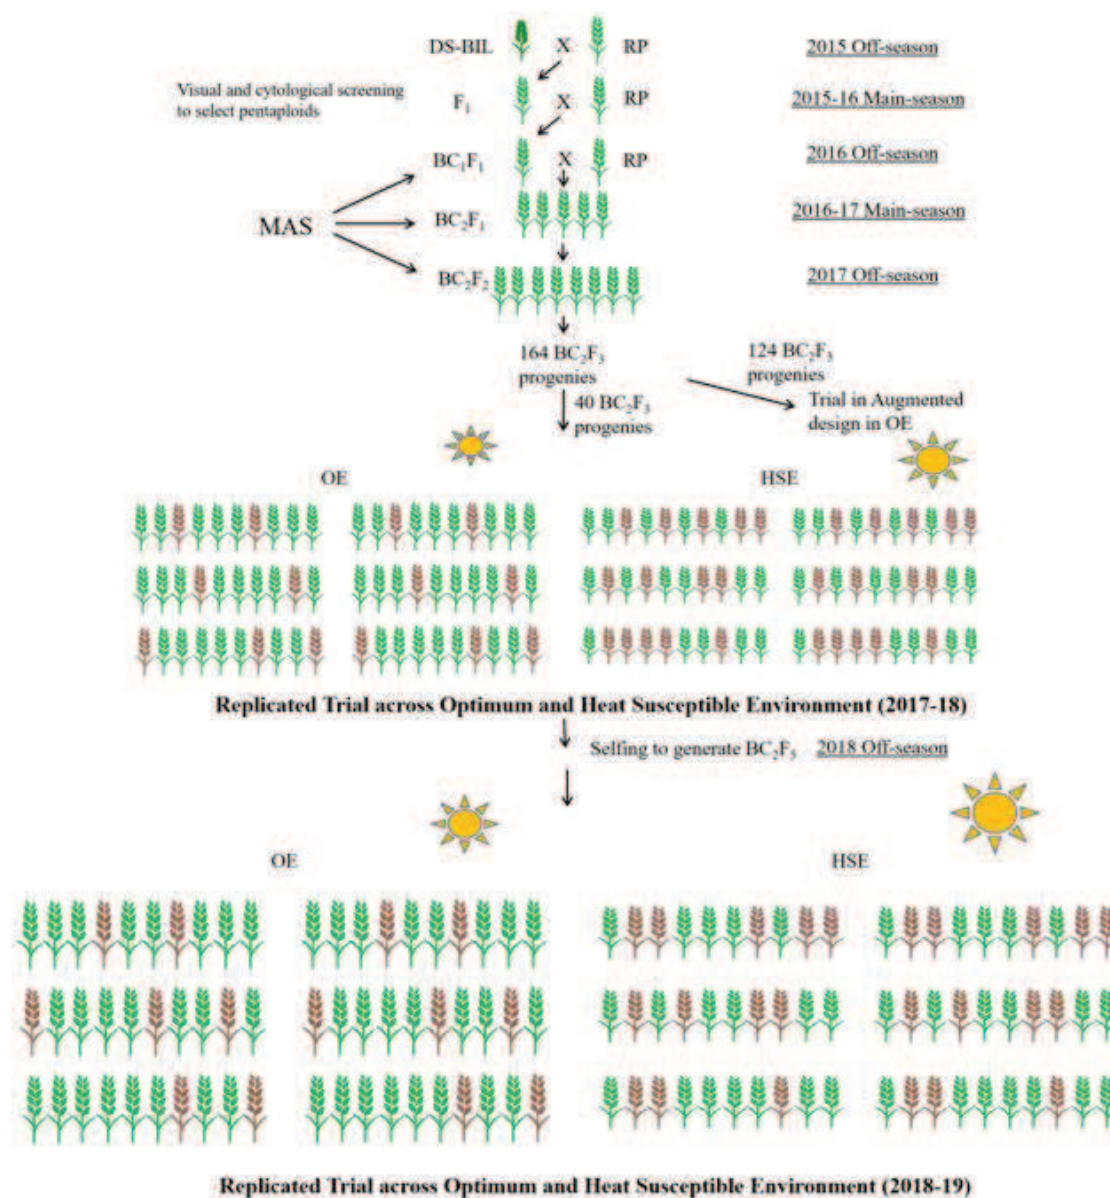 DS-BIL X RP 2015 Off-season
Visual and cytological screening
to select pentaploids
F₁ X RP 2015-16 Main-season
BC₁F₁ X RP 2016 Off-season
MAS BC₂F₁ 2016-17 Main-season
BC₂F₂ 2017 Off-season
164 BC₂F₃
progenies
124 BC₂F₃
progenies
40 BC₂F₃
progenies
Trial in Augmented
design in OE
OE HSE
Replicated Trial across Optimum and Heat Susceptible Environment (2017-18)
Selfing to generate BC₂F₅ 2018 Off-season
OE HSE
Replicated Trial across Optimum and Heat Susceptible Environment (2018-19)